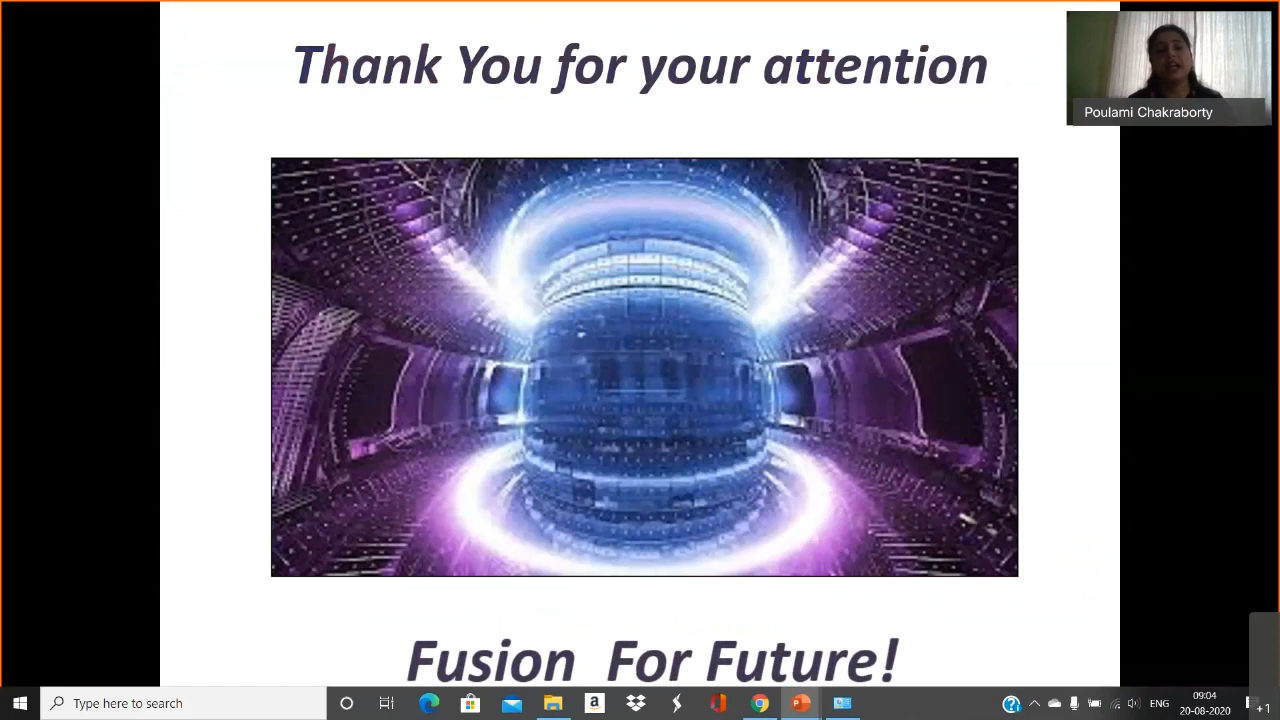 Thank You for your attention
Poulami Chakraborty
Fusion For Future!
Type here to search
ENG
09:04
20-08-2020
+1